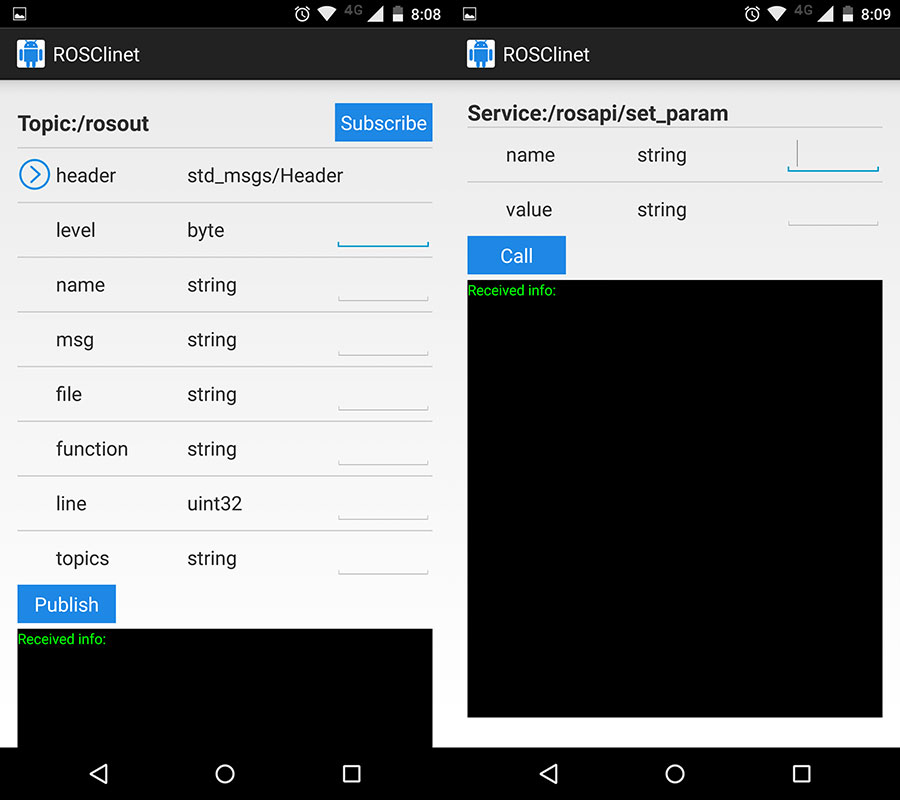 4G 8:08
ROSClinet
Topic:/rosout Subscribe
header std_msgs/Header
level byte
name string
msg string
file string
function string
line uint32
topics string
Publish
Received info:
4G 8:09
ROSClinet
Service:/rosapi/set_param
name string
value string
Call
Received info: